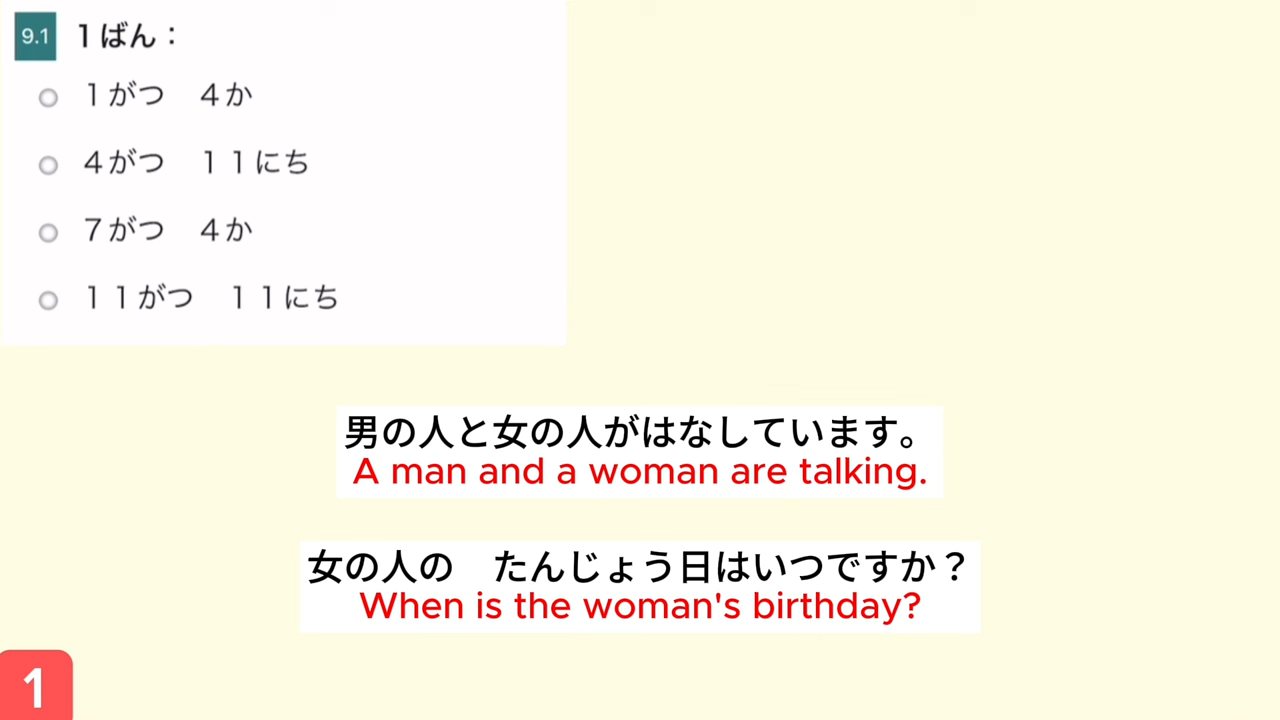 9.1 １ばん：
１がつ　４か
４がつ　１１にち
７がつ　４か
１１がつ　１１にち
男の人と女の人がはなしています。
A man and a woman are talking.
女の人の　たんじょう日はいつですか？
When is the woman's birthday?
1